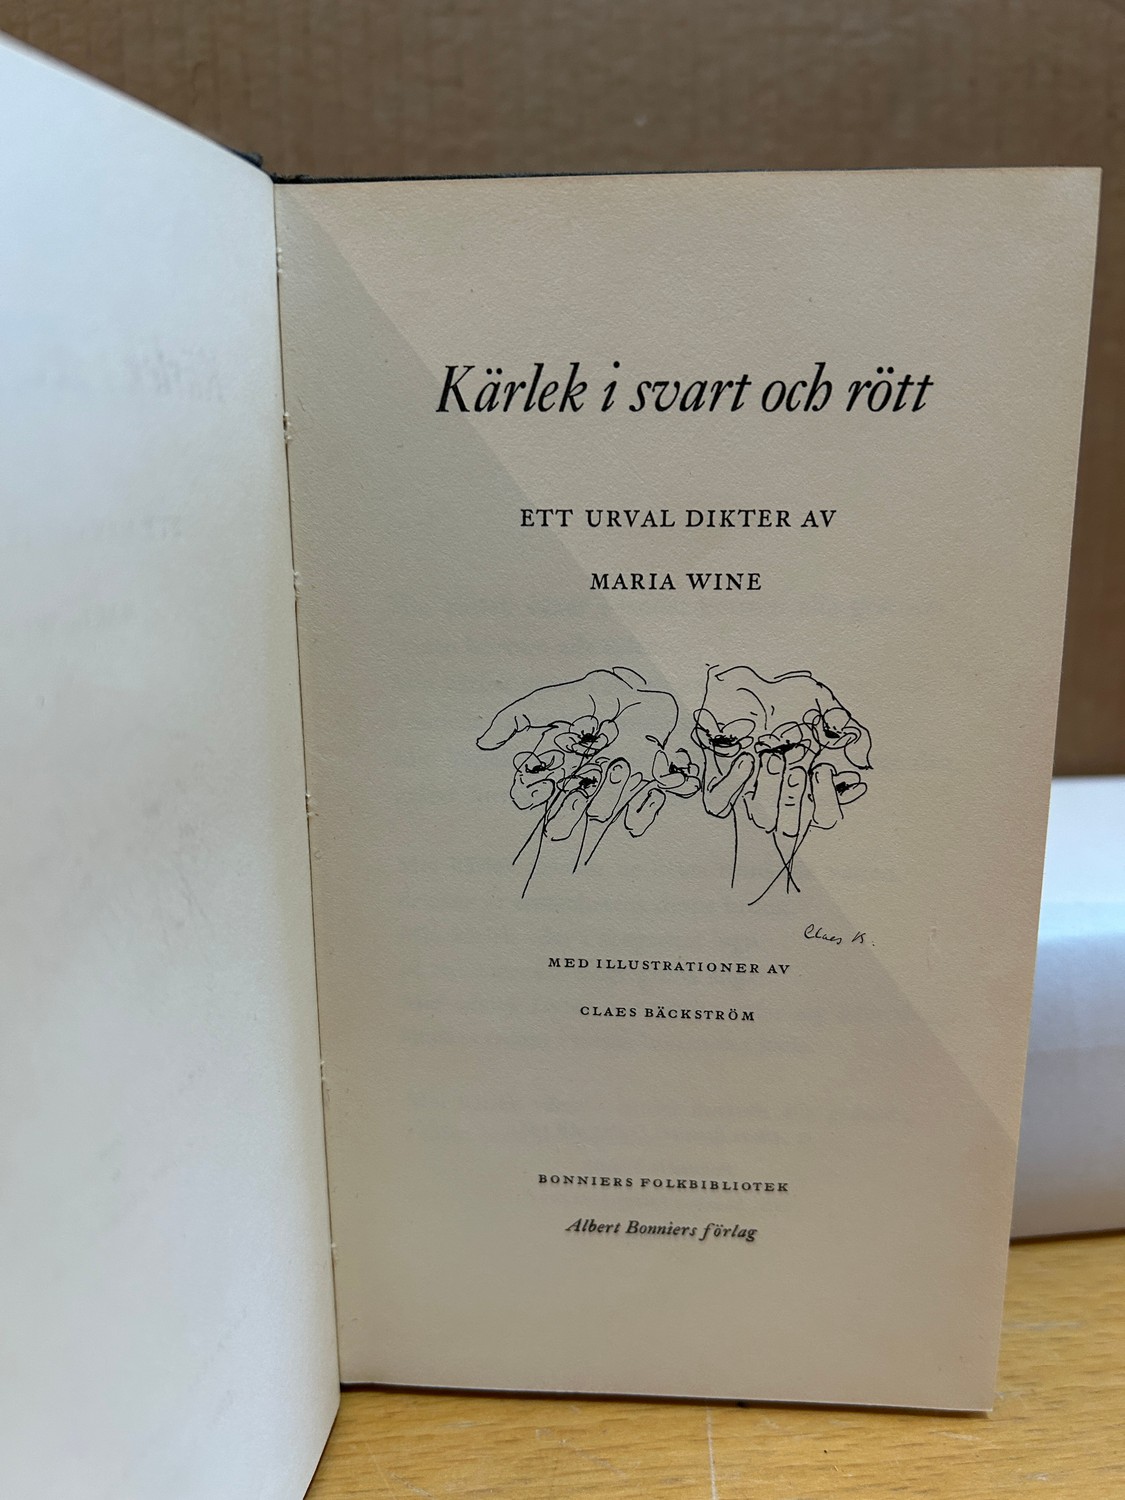 Kärlek i svart och rött
ETT URVAL DIKTER AV
MARIA WINE
Claes B.
MED ILLUSTRATIONER AV
CLAES BÄCKSTRÖM
BONNIERS FOLKBIBLIOTEK
Albert Bonniers förlag